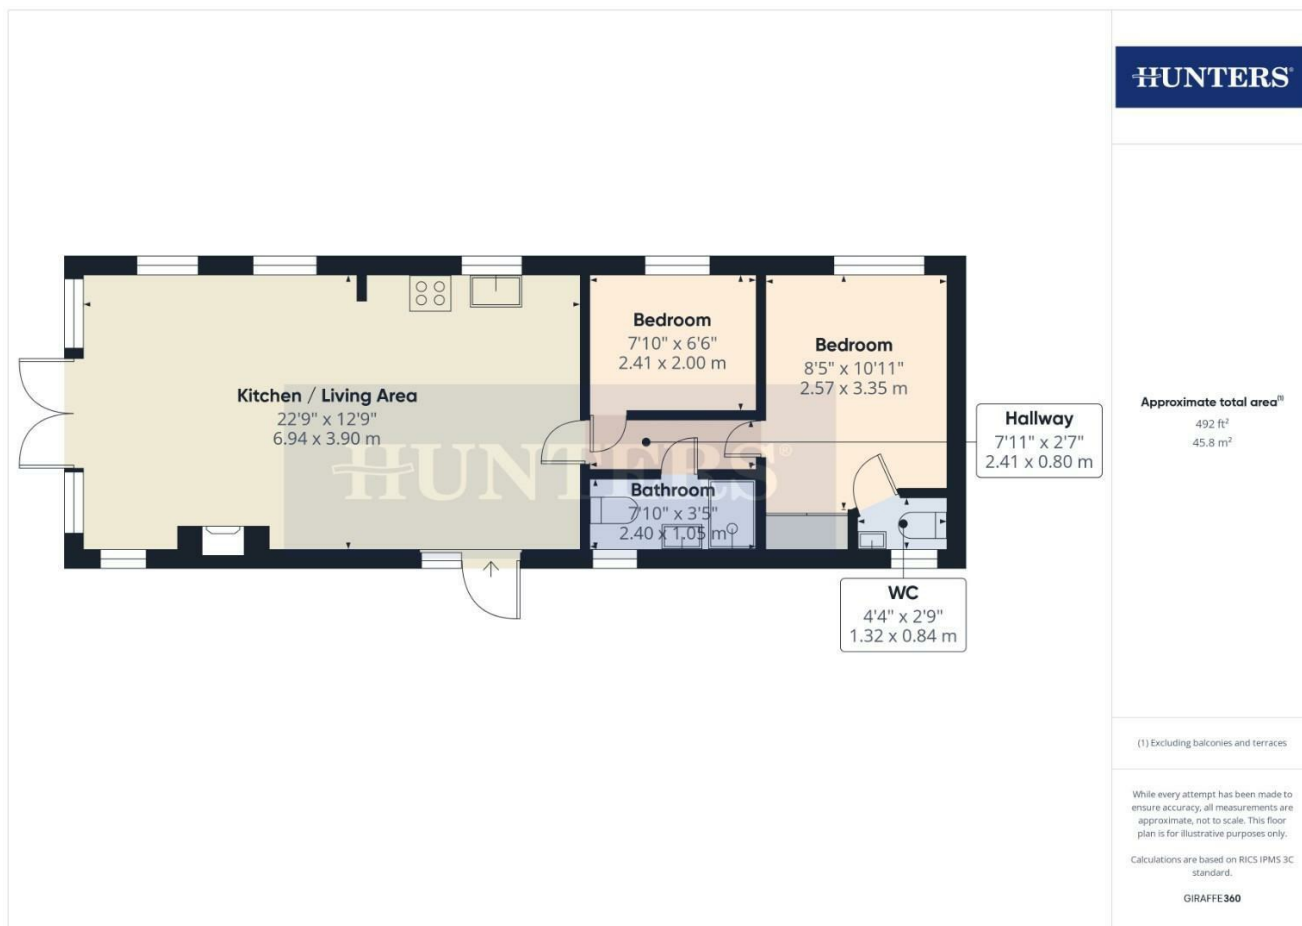 HUNTERS®
Kitchen / Living Area
22'9" x 12'9"
6.94 x 3.90 m
Bedroom
7'10" x 6'6"
2.41 x 2.00 m
Bedroom
8'5" x 10'11"
2.57 x 3.35 m
Hallway
7'11" x 2'7"
2.41 x 0.80 m
Bathroom
7'10" x 3'5"
2.40 x 1.05 m
WC
4'4" x 2'9"
1.32 x 0.84 m
HUNTERS®
Approximate total area⁽¹⁾
492 ft²
45.8 m²
(1) Excluding balconies and terraces
While every attempt has been made to
ensure accuracy, all measurements are
approximate, not to scale. This floor
plan is for illustrative purposes only.
Calculations are based on RICS IPMS 3C
standard.
GIRAFFE360